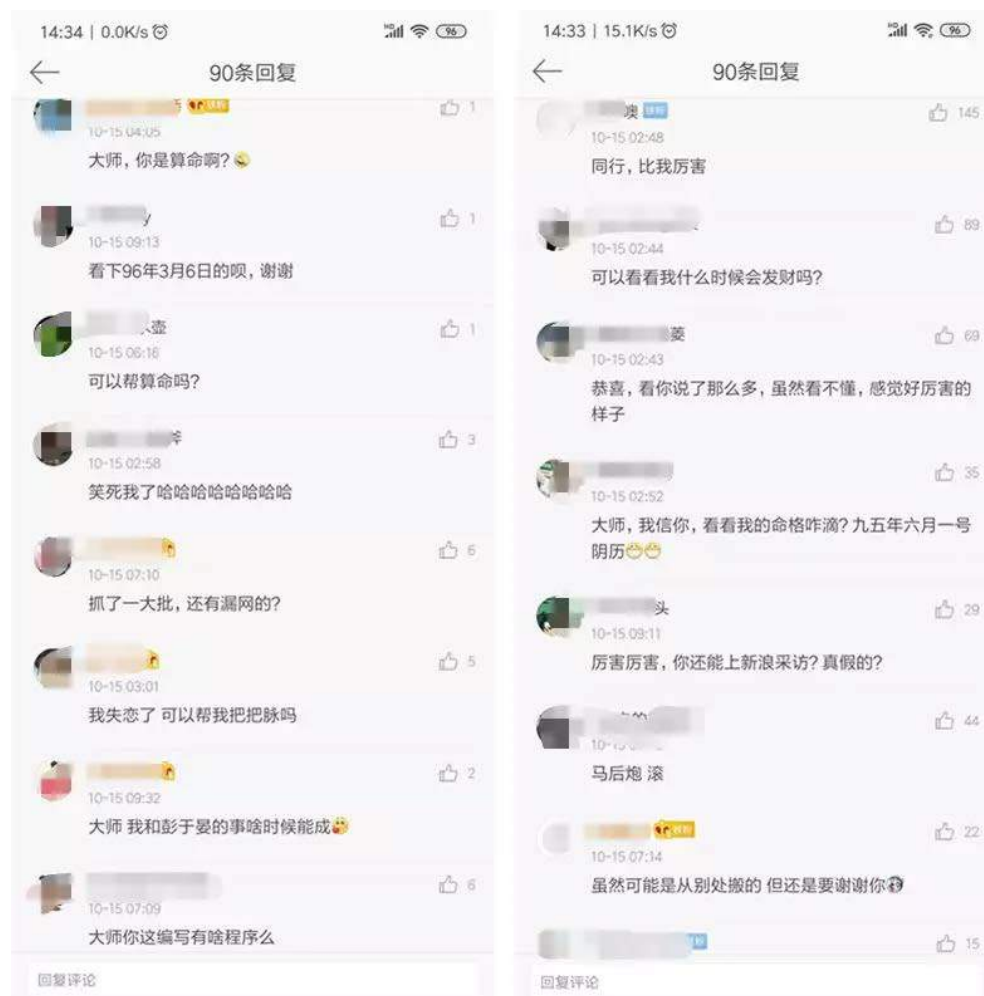 14:34 | 0.0K/s
96
90条回复
1
10-15 04:05
大师，你是算命啊？
y
1
10-15 09:13
看下96年3月6日的呗，谢谢
壶
1
10-15 06:16
可以帮算命吗？
3
10-15 02:58
笑死我了哈哈哈哈哈哈哈哈
6
10-15 07:10
抓了一大批，还有漏网的？
5
10-15 03:01
我失恋了 可以帮我把把脉吗
2
10-15 09:32
大师 我和彭于晏的事啥时候能成
6
10-15 07:09
大师你这编写有啥程序么
回复评论
14:33 | 15.1K/s
96
90条回复
澳 铁粉
145
10-15 02:48
同行，比我厉害
89
10-15 02:44
可以看看我什么时候会发财吗？
菱
69
10-15 02:43
恭喜，看你说了那么多，虽然看不懂，感觉好厉害的
样子
35
10-15 02:52
大师，我信你，看看我的命格咋滴？九五年六月一号
阴历
头
29
10-15 09:11
厉害厉害，你还能上新浪采访？真假的？
44
马后炮 滚
22
10-15 07:14
虽然可能是从别处搬的 但还是要谢谢你
15
回复评论